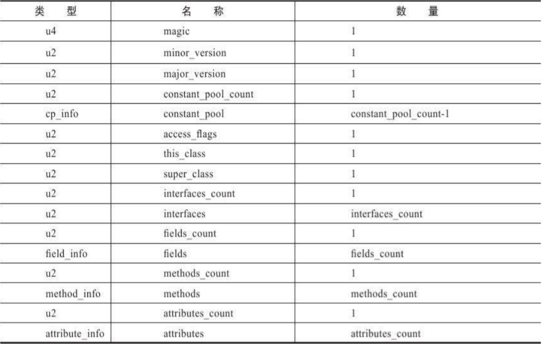 类 型 名 称 数 量
u4 magic 1
u2 minor_version 1
u2 major_version 1
u2 constant_pool_count 1
cp_info constant_pool constant_pool_count-1
u2 access_flags 1
u2 this_class 1
u2 super_class 1
u2 interfaces_count 1
u2 interfaces interfaces_count
u2 fields_count 1
field_info fields fields_count
u2 methods_count 1
method_info methods methods_count
u2 attributes_count 1
attribute_info attributes attributes_count